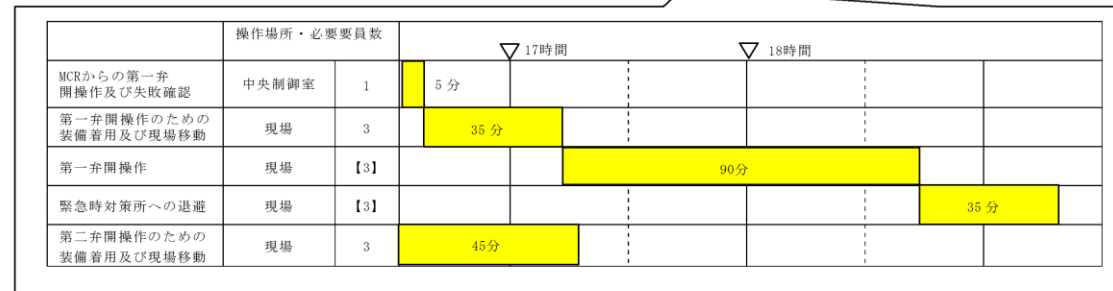 操作場所・必要要員数
▽17時間
▽18時間
MCRからの第一弁
開操作及び失敗確認
中央制御室
1
5分
第一弁開操作のための
装備着用及び現場移動
現場
3
35分
第一弁開操作
現場
【3】
90分
緊急時対策所への退避
現場
【3】
35分
第二弁開操作のための
装備着用及び現場移動
現場
3
45分